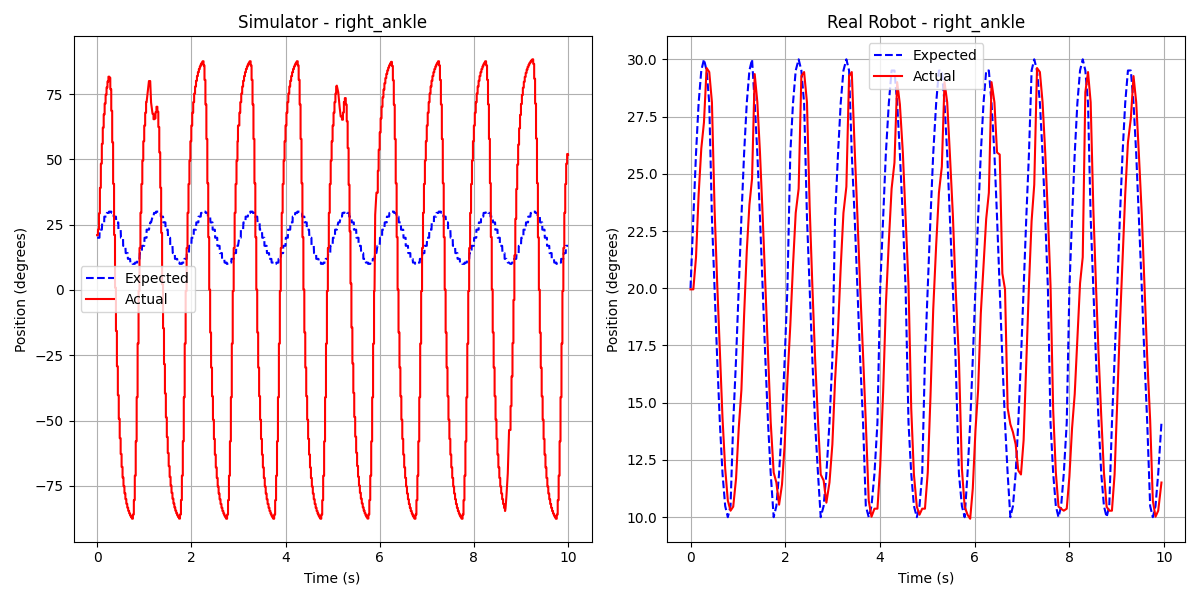 Simulator - right_ankle
Position (degrees)
75
50
25
0
−25
−50
−75
Expected
Actual
0
2
4
6
8
10
Time (s)
Real Robot - right_ankle
Position (degrees)
30.0
27.5
25.0
22.5
20.0
17.5
15.0
12.5
10.0
Expected
Actual
0
2
4
6
8
10
Time (s)